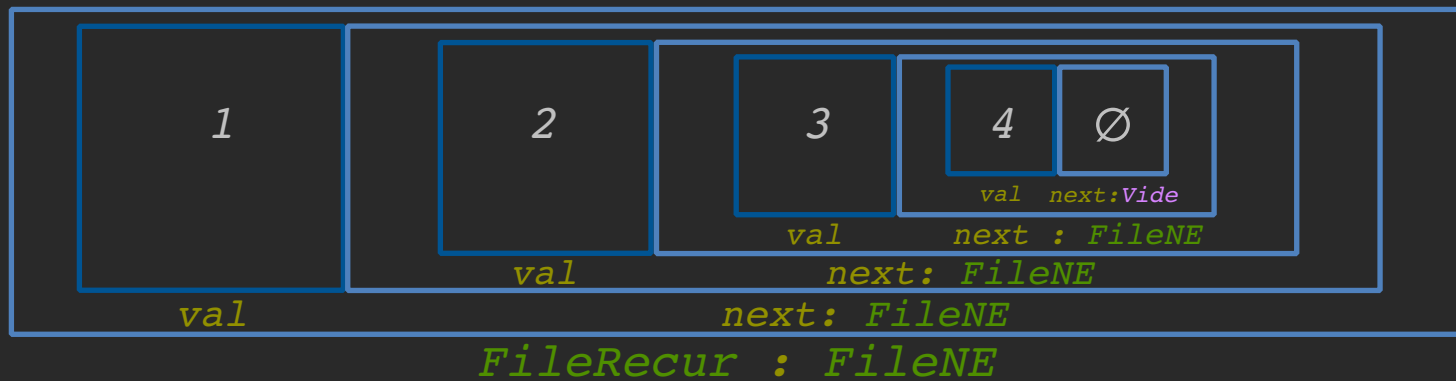 1 2 3 4 ∅
val next:Vide
val next : FileNE
val next: FileNE
val next: FileNE
FileRecur : FileNE